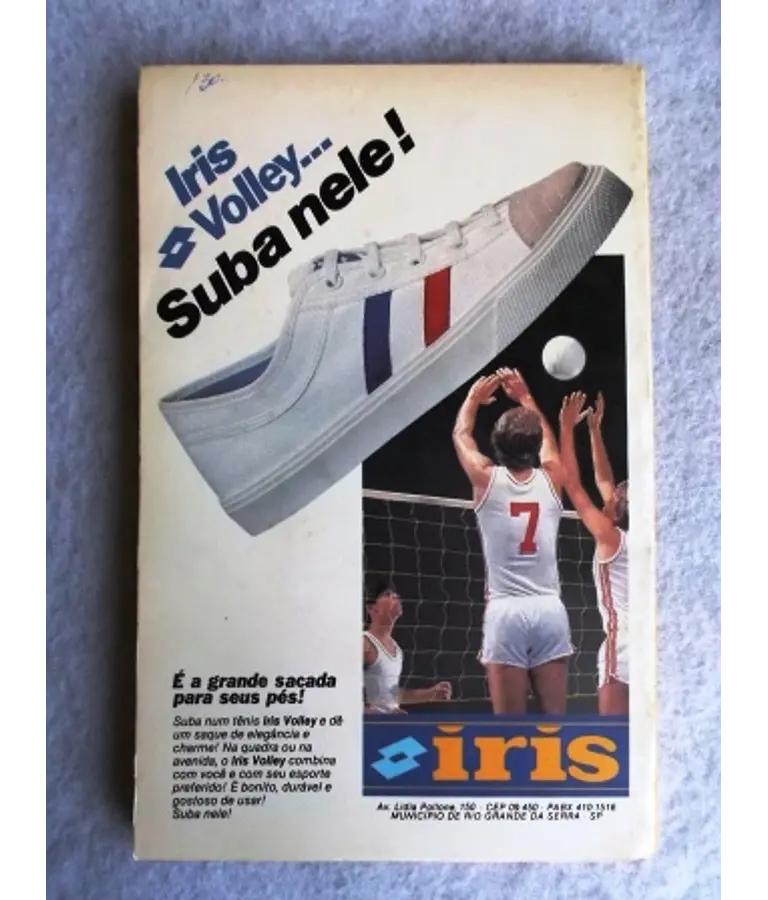 130-
Iris
Volley...
Suba nele!
7
É a grande sacada
para seus pés!
Suba num tênis Iris Volley e dê
um saque de elegância e
charme! Na quadra ou na
avenida, o Iris Volley combina
com você e com seu esporte
preferido! É bonito, durável e
gostoso de usar!
Suba nele!
iris
Av. Lídia 150 - CEP 09 450 - PABX 410 1516
MUNICÍPIO DE RIO GRANDE DA SERRA - SP